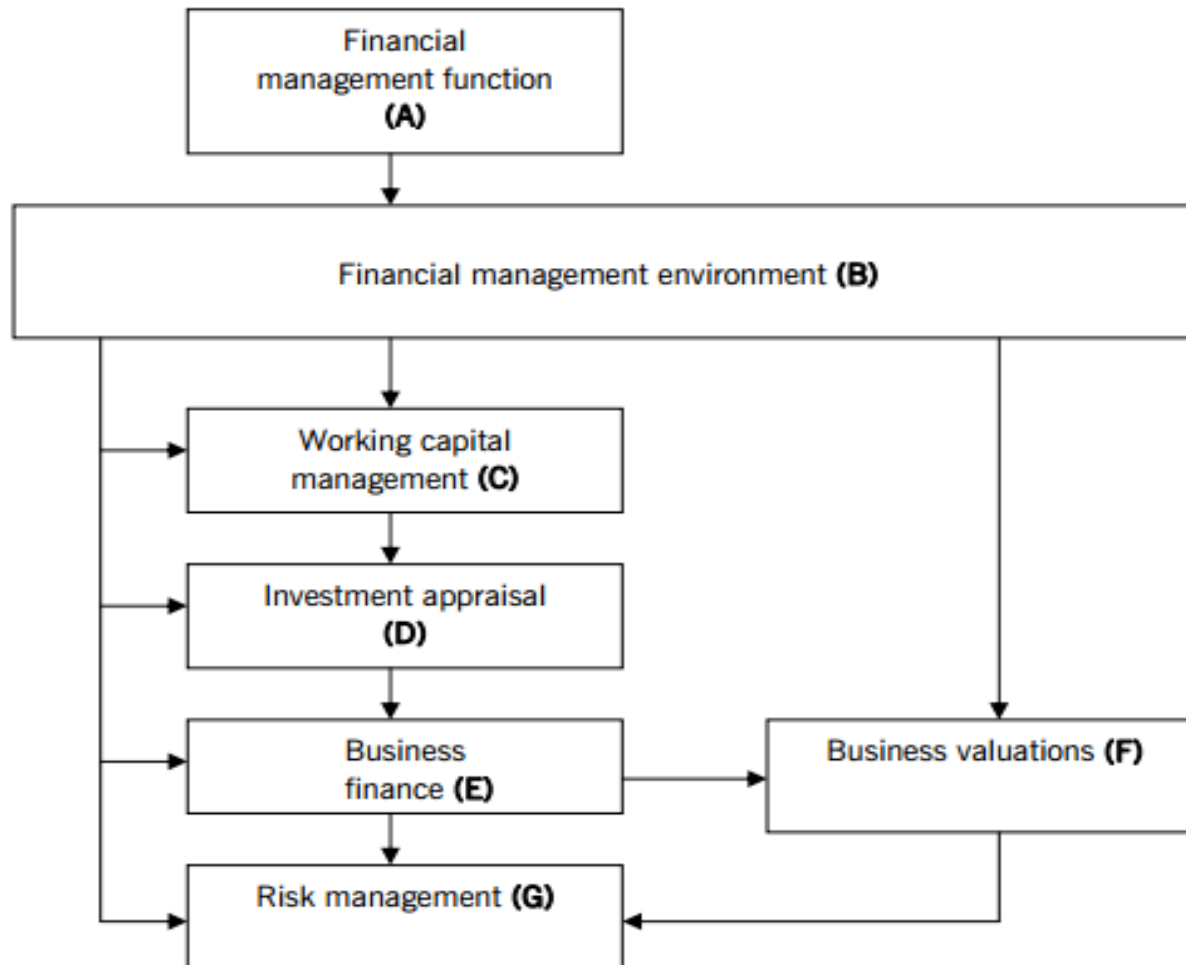 Financial
management function
(A)
Financial management environment (B)
Working capital
management (C)
Investment appraisal
(D)
Business
finance (E)
Business valuations (F)
Risk management (G)